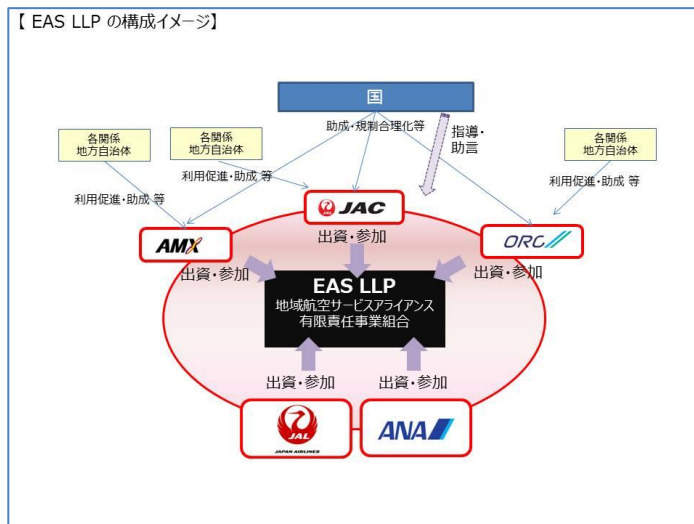 【 EAS LLP の構成イメージ】
国
各関係
地方自治体
各関係
地方自治体
助成・規制合理化等
指導・
助言
各関係
地方自治体
利用促進・助成 等
利用促進・助成 等
利用促進・助成 等
JAL
JAC
AMX
ORC
出資・参加
出資・参加
出資・参加
EAS LLP
地域航空サービスアライアンス
有限責任事業組合
出資・参加
出資・参加
JAL
JAPAN AIRLINES
ANA